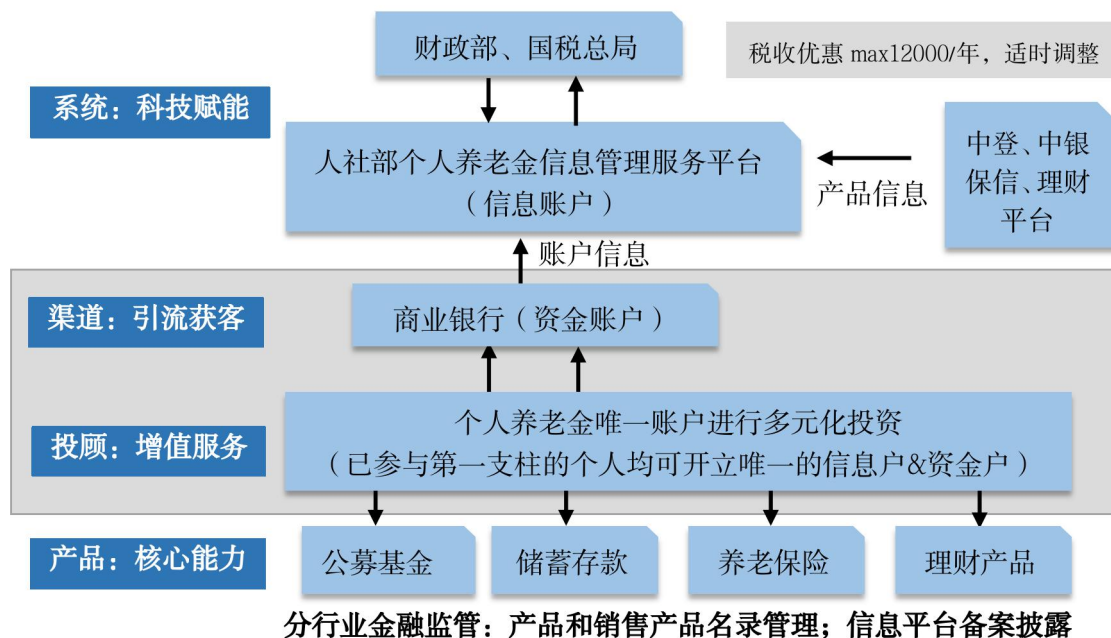 财政部、国税总局
税收优惠 max12000/年，适时调整
系统：科技赋能
人社部个人养老金信息管理服务平台
（信息账户）
产品信息
中登、中银
保信、理财
平台
账户信息
渠道：引流获客
商业银行（资金账户）
投顾：增值服务
个人养老金唯一账户进行多元化投资
（已参与第一支柱的个人均可开立唯一的信息户&资金户）
产品：核心能力
公募基金
储蓄存款
养老保险
理财产品
分行业金融监管：产品和销售产品名录管理；信息平台备案披露